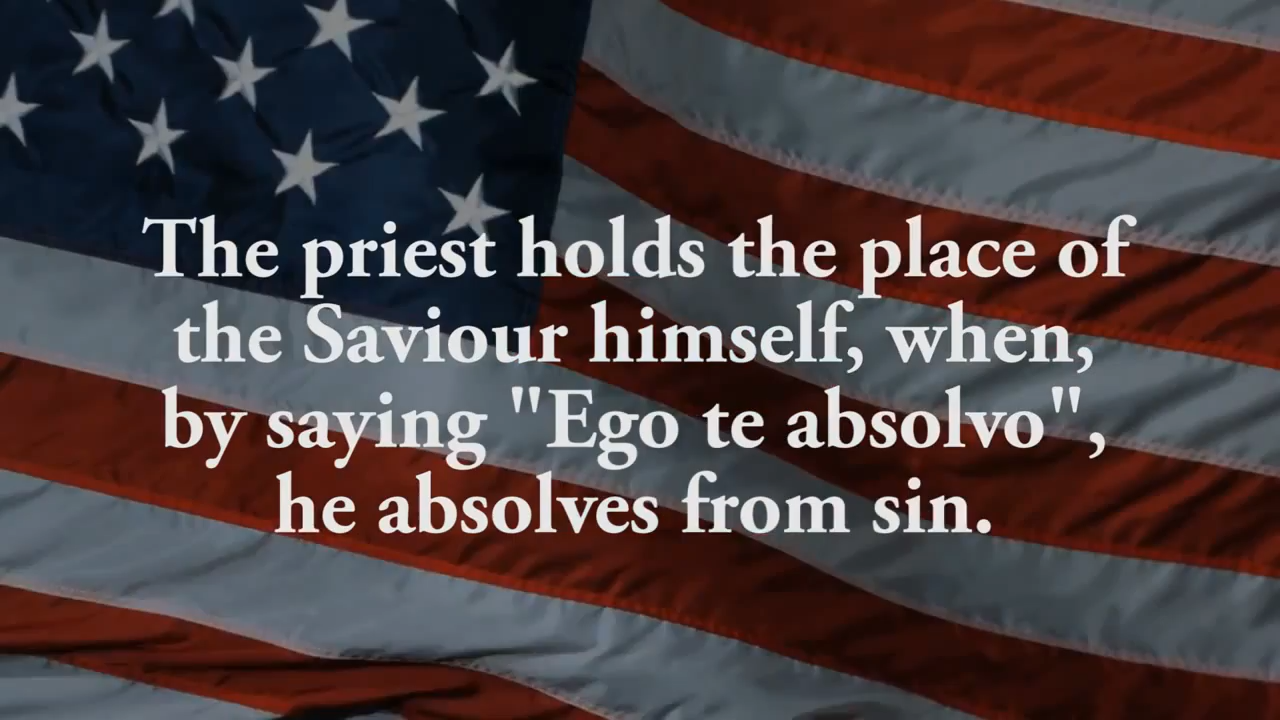 The priest holds the place of
the Saviour himself, when,
by saying "Ego te absolvo",
he absolves from sin.